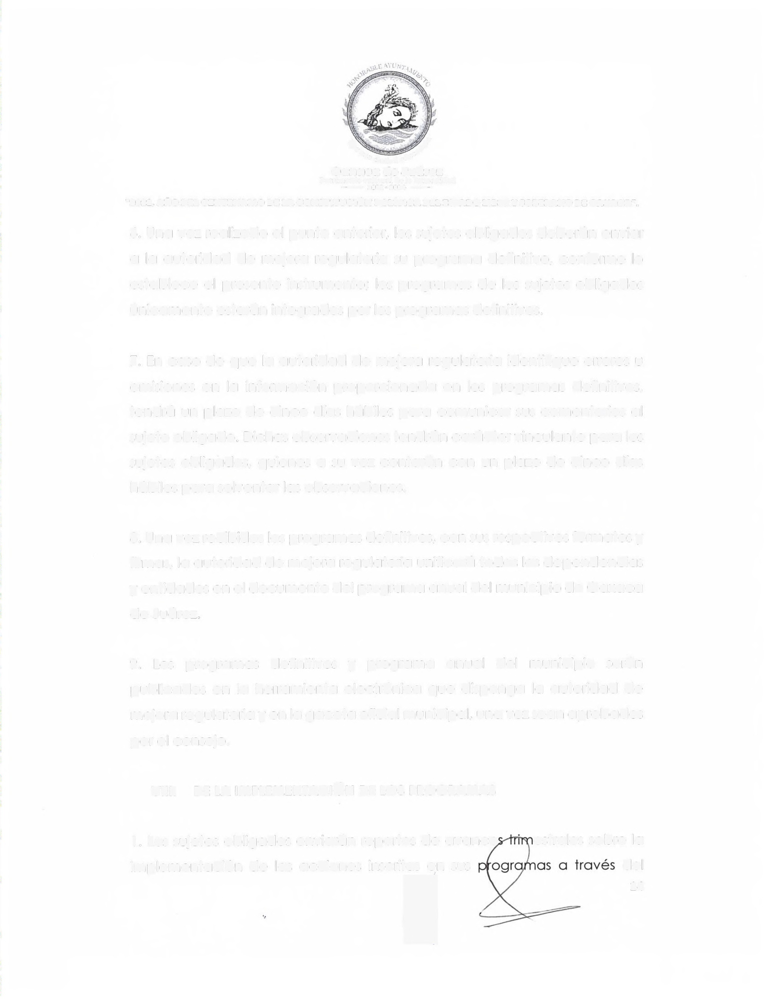 HONORABLE AYUNTAMIENTO
Oaxaca de Juárez
6. Una vez realizado el punto anterior, los sujetos obligados deberán enviar
a la autoridad de mejora regulatoria su programa definitivo, conforme lo
establece el presente instrumento; los programas de los sujetos obligados
únicamente estarán integrados por los programas definitivos.
7. En caso de que la autoridad de mejora regulatoria identifique errores u
omisiones en la información proporcionada en los programas definitivos,
tendrá un plazo de cinco días hábiles para comunicar sus comentarios al
sujeto obligado. Dichas observaciones tendrán carácter vinculante para los
sujetos obligados, quienes a su vez contarán con un plazo de cinco días
hábiles para solventar las observaciones.
8. Una vez recibidos los programas definitivos, con sus respectivos formatos y
firmas, la autoridad de mejora regulatoria unificará todas las dependencias
y entidades en el documento del programa anual del municipio de Oaxaca
de Juárez.
9. Los programas definitivos y programa anual del municipio serán
publicados en la herramienta electrónica que disponga la autoridad de
mejora regulatoria y en la gaceta oficial municipal, una vez sean aprobados
por el consejo.
DE LA IMPLEMENTACIÓN DE LOS PROGRAMAS
1. Los sujetos obligados enviarán reportes de avances trimestrales sobre la
implementación de las acciones inscritas en sus programas a través del